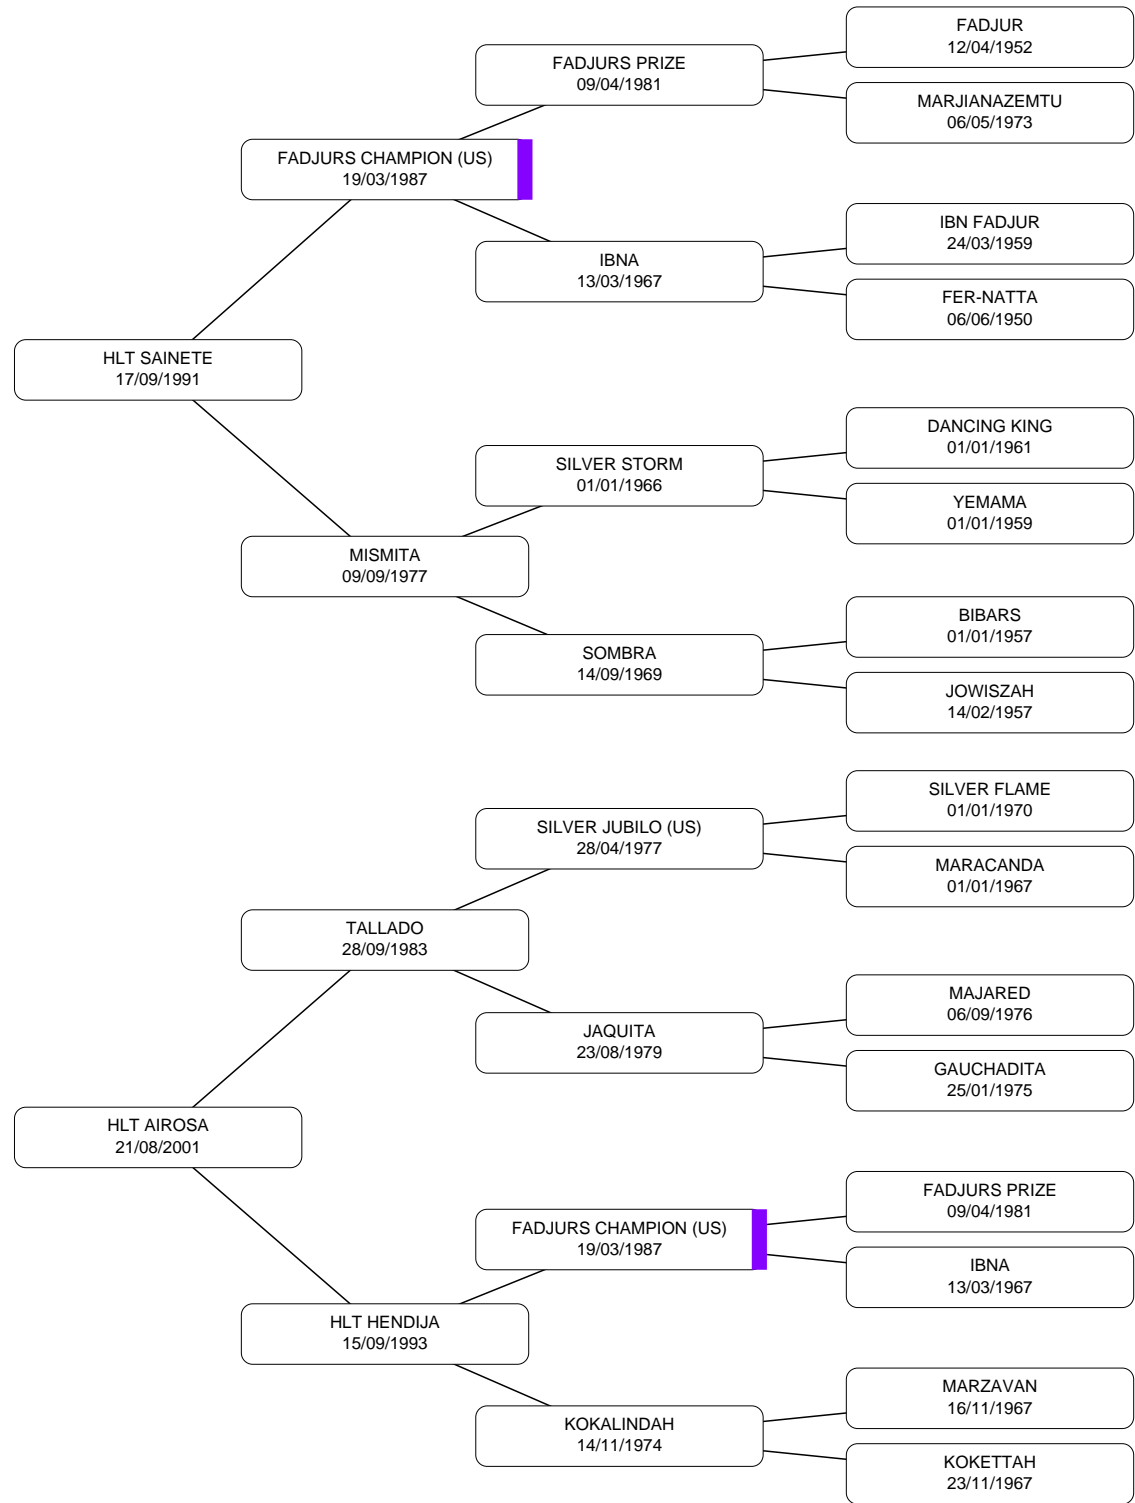 FADJUR
12/04/1952
FADJURS PRIZE
09/04/1981
MARJIANAZEMTU
06/05/1973
FADJURS CHAMPION (US)
19/03/1987
IBN FADJUR
24/03/1959
IBNA
13/03/1967
FER-NATTA
06/06/1950
HLT SAINETE
17/09/1991
DANCING KING
01/01/1961
SILVER STORM
01/01/1966
YEMAMA
01/01/1959
MISMITA
09/09/1977
BIBARS
01/01/1957
SOMBRA
14/09/1969
JOWISZAH
14/02/1957
SILVER FLAME
01/01/1970
SILVER JUBILO (US)
28/04/1977
MARACANDA
01/01/1967
TALLADO
28/09/1983
MAJARED
06/09/1976
JAQUITA
23/08/1979
GAUCHADITA
25/01/1975
HLT AIROSA
21/08/2001
FADJURS PRIZE
09/04/1981
FADJURS CHAMPION (US)
19/03/1987
IBNA
13/03/1967
HLT HENDIJA
15/09/1993
MARZAVAN
16/11/1967
KOKALINDAH
14/11/1974
KOKETTAH
23/11/1967